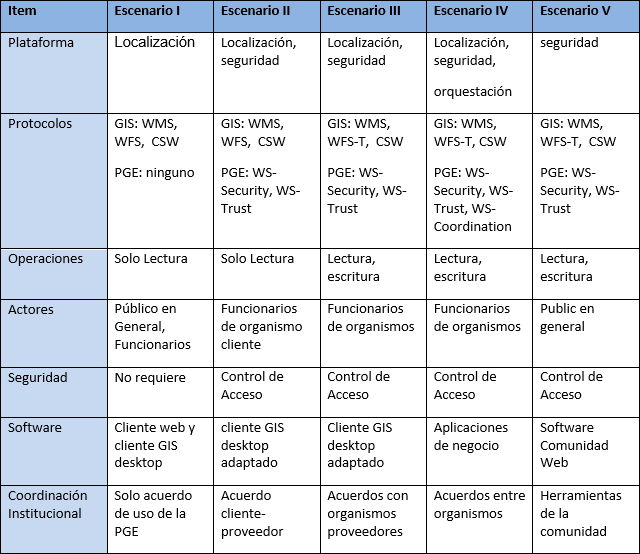 Item Escenario I Escenario II Escenario III Escenario IV Escenario V
Plataforma
Localización
Localización,
seguridad
Localización,
seguridad
Localización,
seguridad,
orquestación
seguridad
Protocolos
GIS: WMS,
WFS, CSW
PGE: ninguno
GIS: WMS,
WFS, CSW
PGE: WS-
Security, WS-
Trust
GIS: WMS,
WFS-T, CSW
PGE: WS-
Security, WS-
Trust
GIS: WMS,
WFS-T, CSW
PGE: WS-
Security, WS-
Trust, WS-
Coordination
GIS: WMS,
WFS-T, CSW
PGE: WS-
Security, WS-
Trust
Operaciones
Solo Lectura
Solo Lectura
Lectura,
escritura
Lectura,
escritura
Lectura,
escritura
Actores
Público en
General,
Funcionarios
Funcionarios
de organismo
cliente
Funcionarios
de organismos
Funcionarios
de organismos
Public en
general
Seguridad
No requiere
Control de
Acceso
Control de
Acceso
Control de
Acceso
Control de
Acceso
Software
Cliente web y
cliente GIS
desktop
cliente GIS
desktop
adaptado
Cliente GIS
desktop
adaptado
Aplicaciones
de negocio
Software
Comunidad
Web
Coordinación
Institucional
Solo acuerdo
de uso de la
PGE
Acuerdo
cliente-
proveedor
Acuerdos con
organismos
proveedores
Acuerdos entre
organismos
Herramientas
de la
comunidad